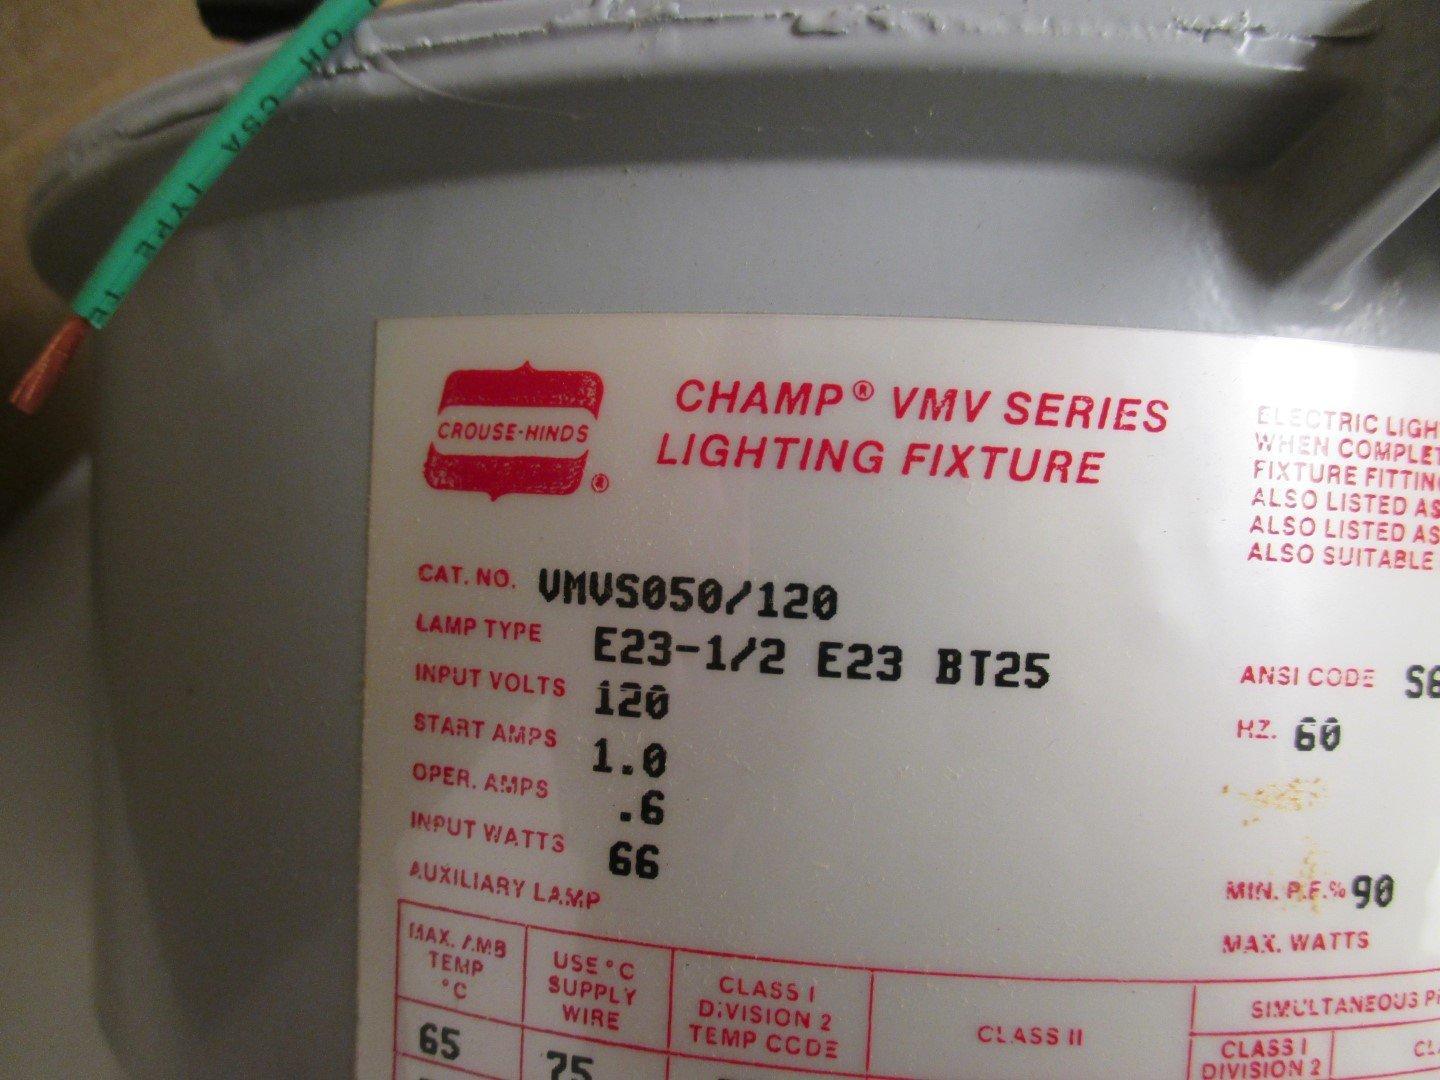 OR CSA TYPE TE
CROUSE-HINDS ®
CHAMP® VMV SERIES
LIGHTING FIXTURE
ELECTRIC LIGH
WHEN COMPLET
FIXTURE FITTIN
ALSO LISTED AS
ALSO LISTED AS
ALSO SUITABLE
CAT. NO. VMVS050/120
LAMP TYPE E23-1/2 E23 BT25
INPUT VOLTS 120
START AMPS 1.0
OPER. AMPS .6
INPUT WATTS 66
AUXILIARY LAMP
ANSI CODE S6
HZ. 60
MIN. P.F.% 90
MAX. WATTS
MAX. AMB
TEMP
°C
USE °C
SUPPLY
WIRE
CLASS I
DIVISION 2
TEMP CODE
CLASS II
SIMULTANEOUS P
CLASS I
DIVISION 2
CL
65
75